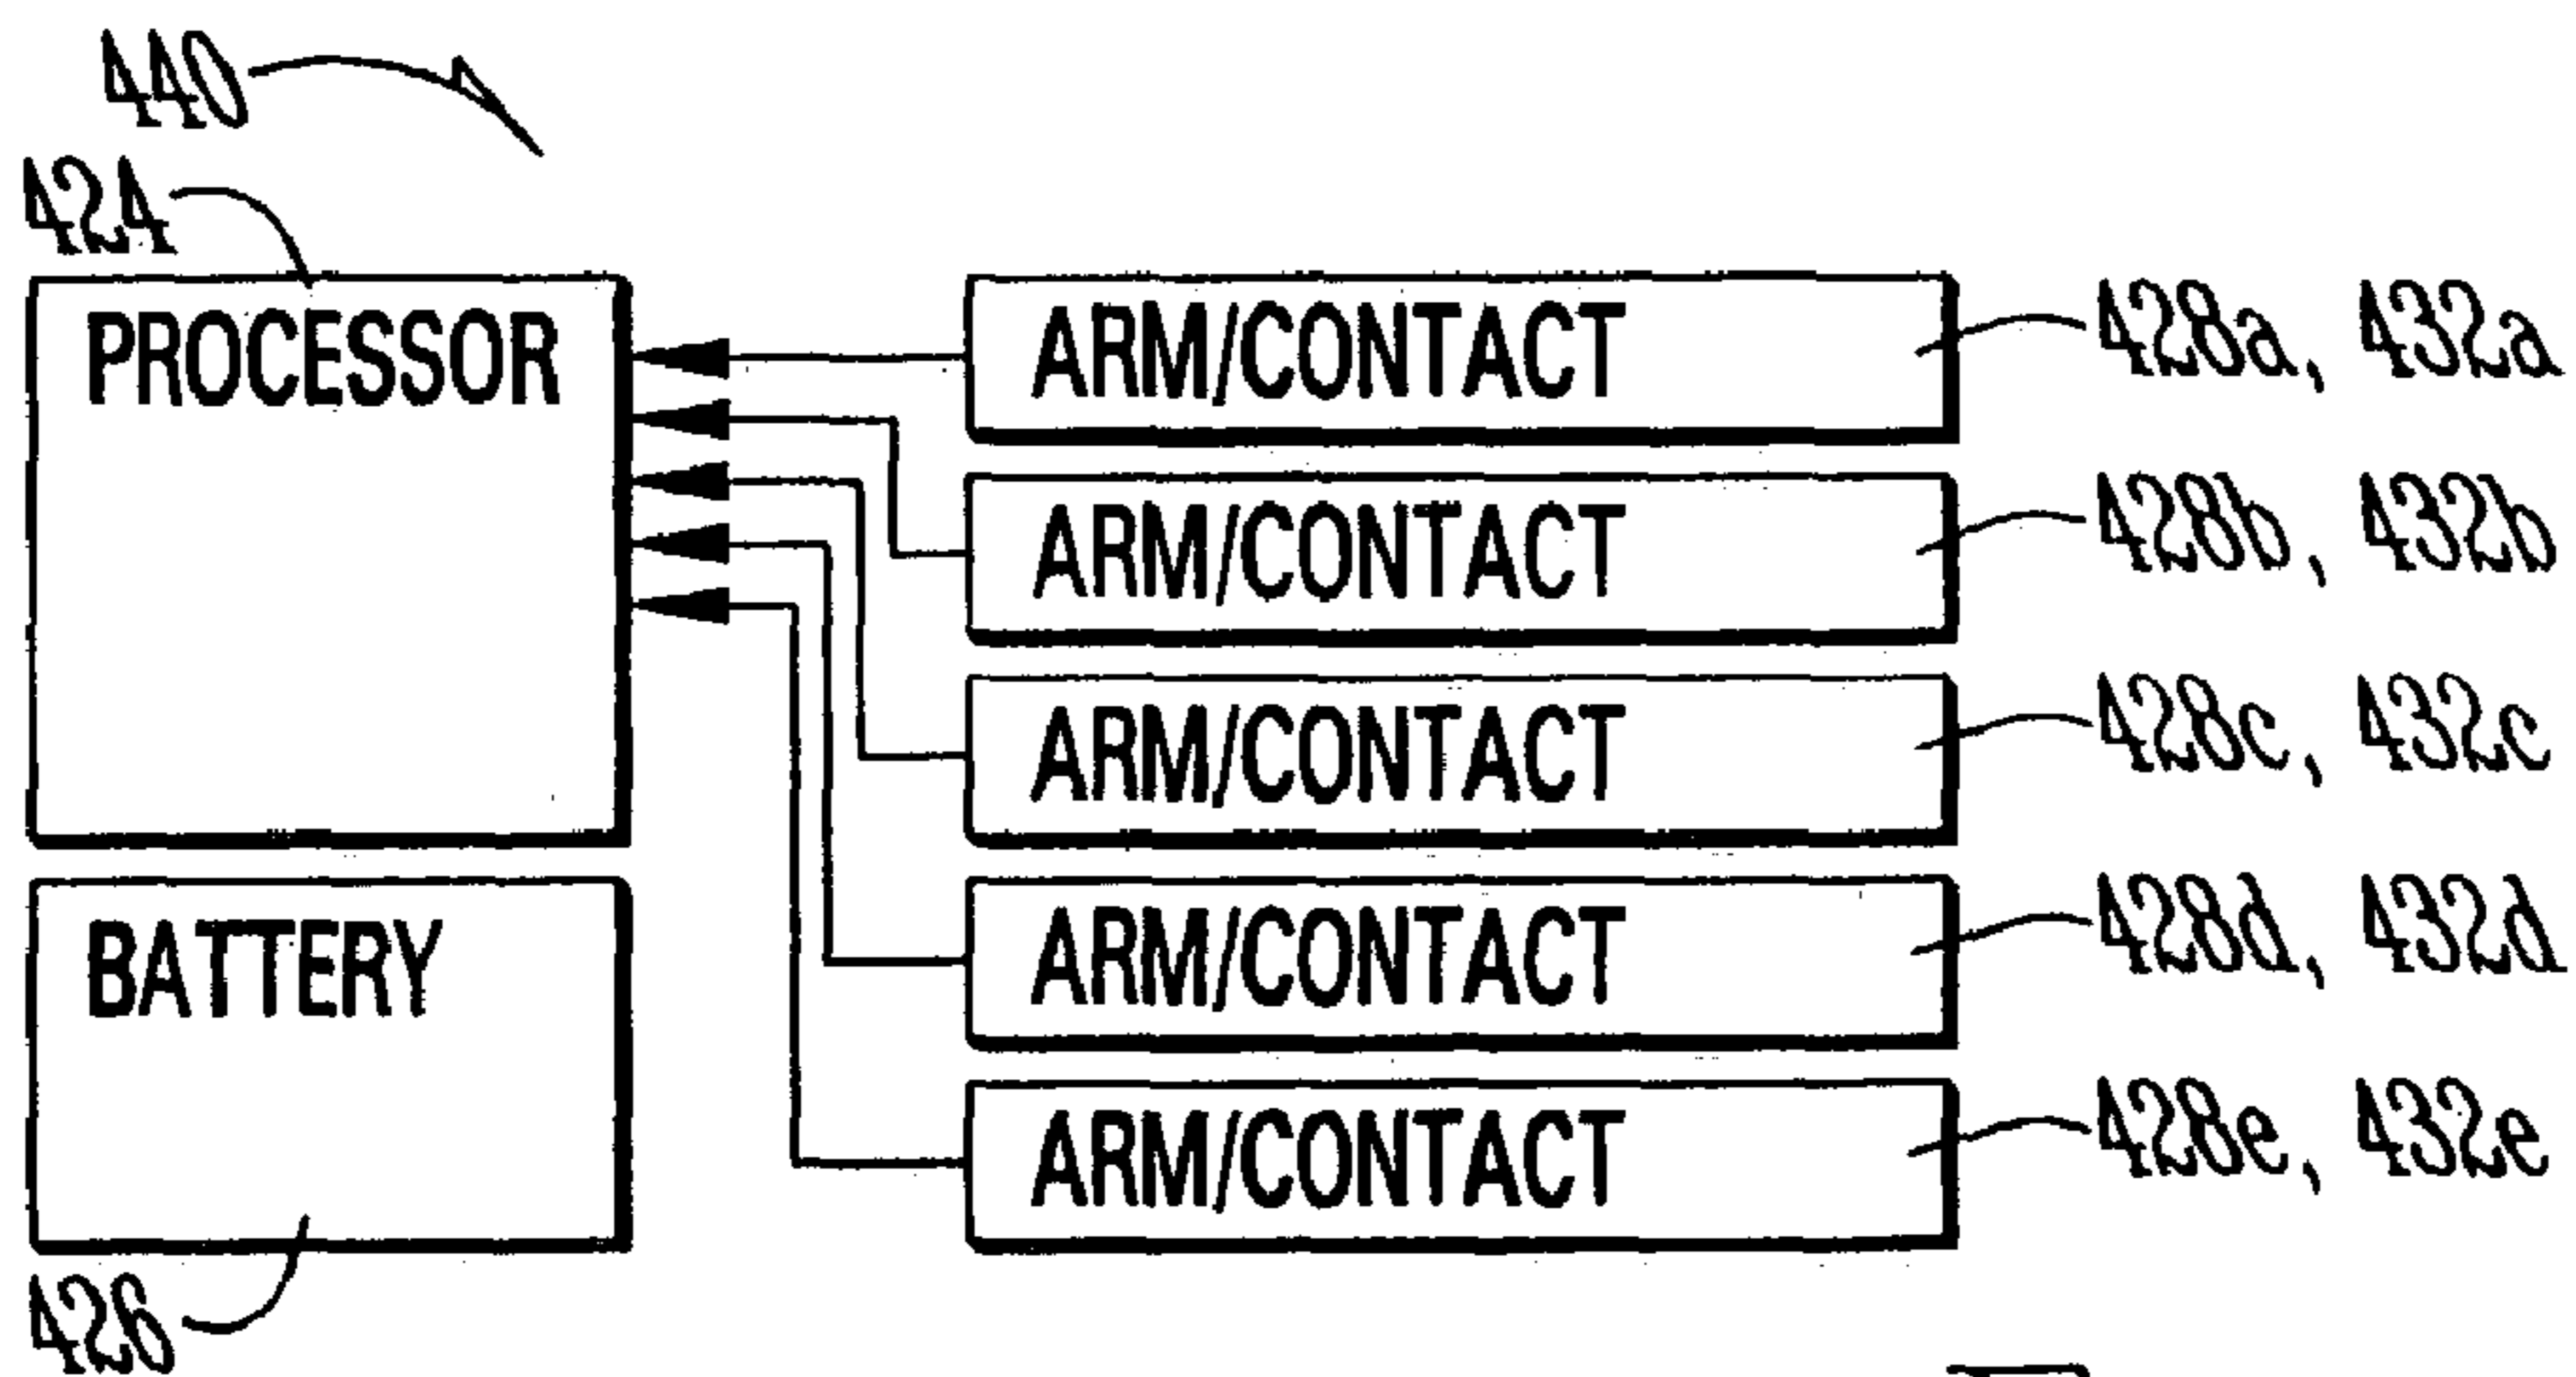 440
424
PROCESSOR
ARM/CONTACT 428a, 432a
ARM/CONTACT 428b, 432b
ARM/CONTACT 428c, 432c
BATTERY
ARM/CONTACT 428d, 432d
ARM/CONTACT 428e, 432e
426